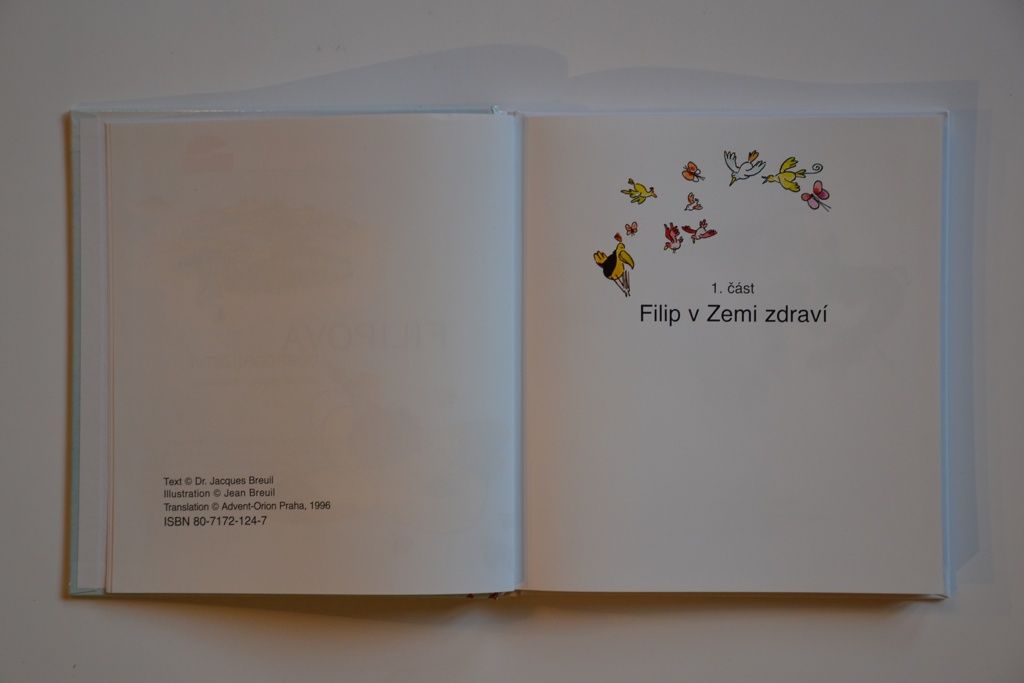 Text © Dr. Jacques Breuil
Illustration © Jean Breuil
Translation © Advent-Orion Praha, 1996
ISBN 80-7172-124-7
1. část
Filip v Zemi zdraví